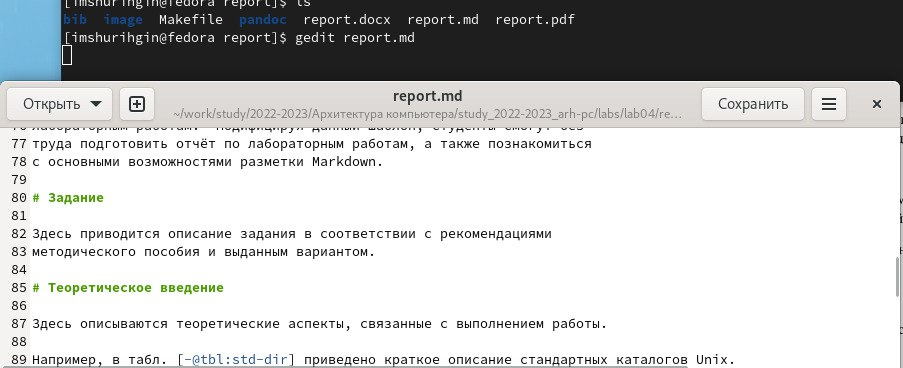 [imshurihgin@fedora report]$ ls
bib image Makefile pandoc report.docx report.md report.pdf
[imshurihgin@fedora report]$ gedit report.md
Открыть
report.md
~/work/study/2022-2023/Архитектура компьютера/study_2022-2023_arh-pc/labs/lab04/re...
Сохранить
76 лабораторным работам. Модифицируя данный шаблон, студенты смогут без
77 труда подготовить отчёт по лабораторным работам, а также познакомиться
78 с основными возможностями разметки Markdown.
79
80 # Задание
81
82 Здесь приводится описание задания в соответствии с рекомендациями
83 методического пособия и выданным вариантом.
84
85 # Теоретическое введение
86
87 Здесь описываются теоретические аспекты, связанные с выполнением работы.
88
89 Например, в табл. [-@tbl:std-dir] приведено краткое описание стандартных каталогов Unix.